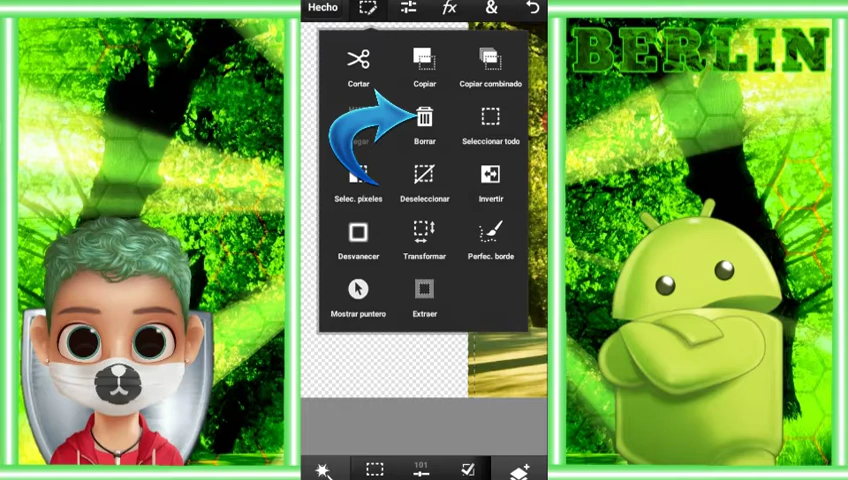 Hecho
fx
&
BERLIN
Cortar
Copiar
Copiar combinado
Borrar
Seleccionar todo
Selec. píxeles
Deseleccionar
Invertir
Desvanecer
Transformar
Perfec. borde
Mostrar puntero
Extraer
101